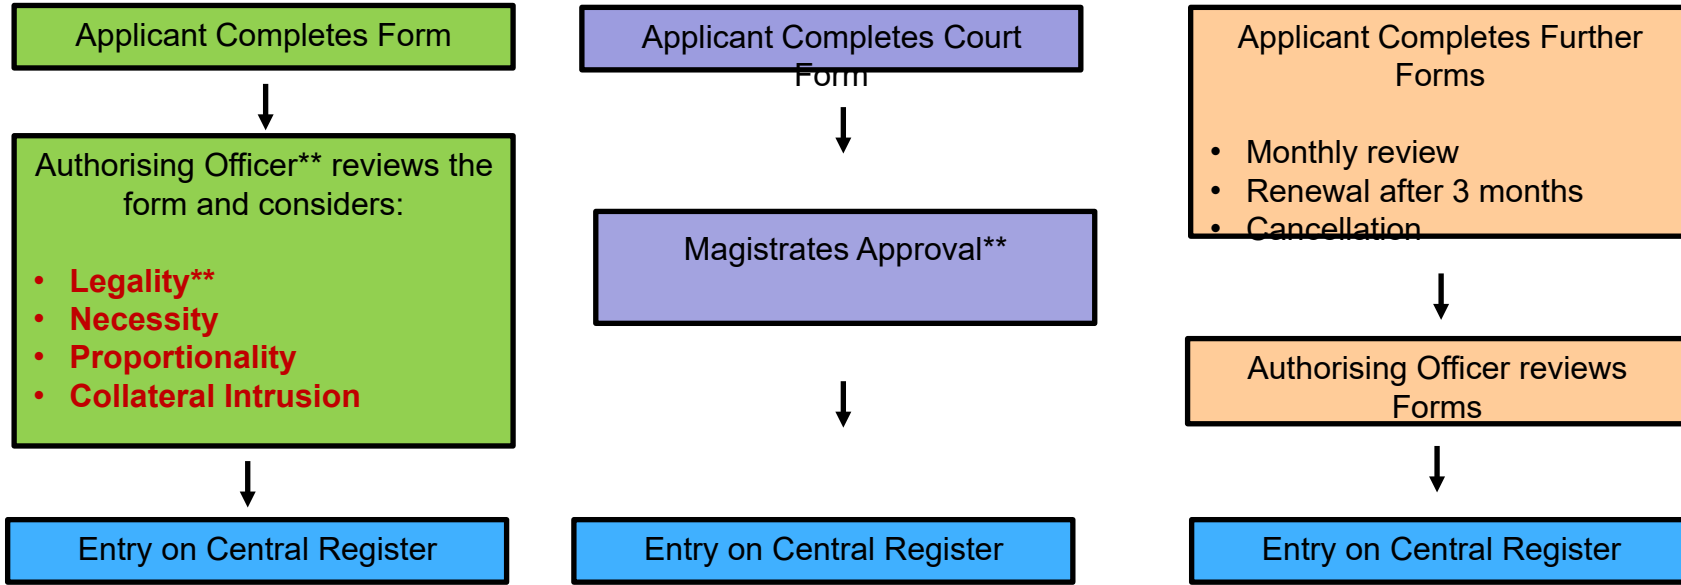 Applicant Completes Form
Authorising Officer** reviews the
form and considers:
• Legality**
• Necessity
• Proportionality
• Collateral Intrusion
Entry on Central Register
Applicant Completes Court
Form
Magistrates Approval**
Entry on Central Register
Applicant Completes Further
Forms
• Monthly review
• Renewal after 3 months
• Cancellation
Authorising Officer reviews
Forms
Entry on Central Register